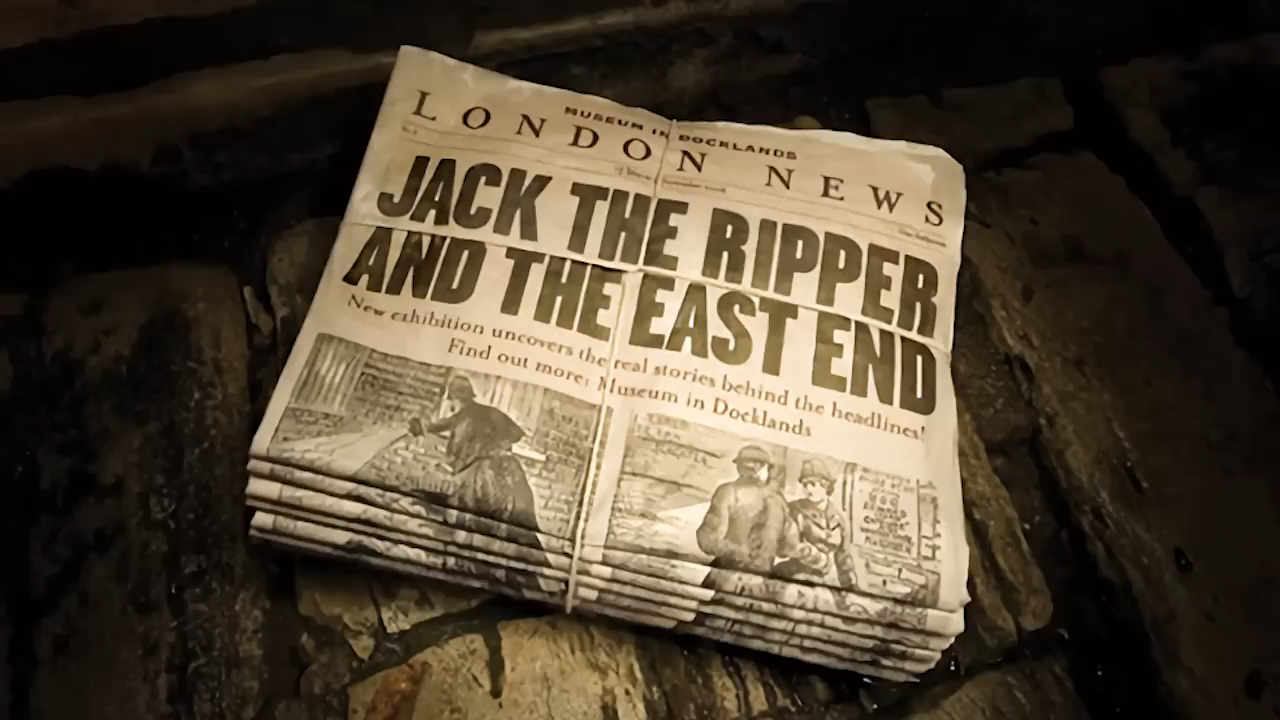 MUSEUM IN DOCKLANDS
LONDON NEWS
JACK THE RIPPER
AND THE EAST END
New exhibition uncovers the real stories behind the headlines!
Find out more: Museum in Docklands